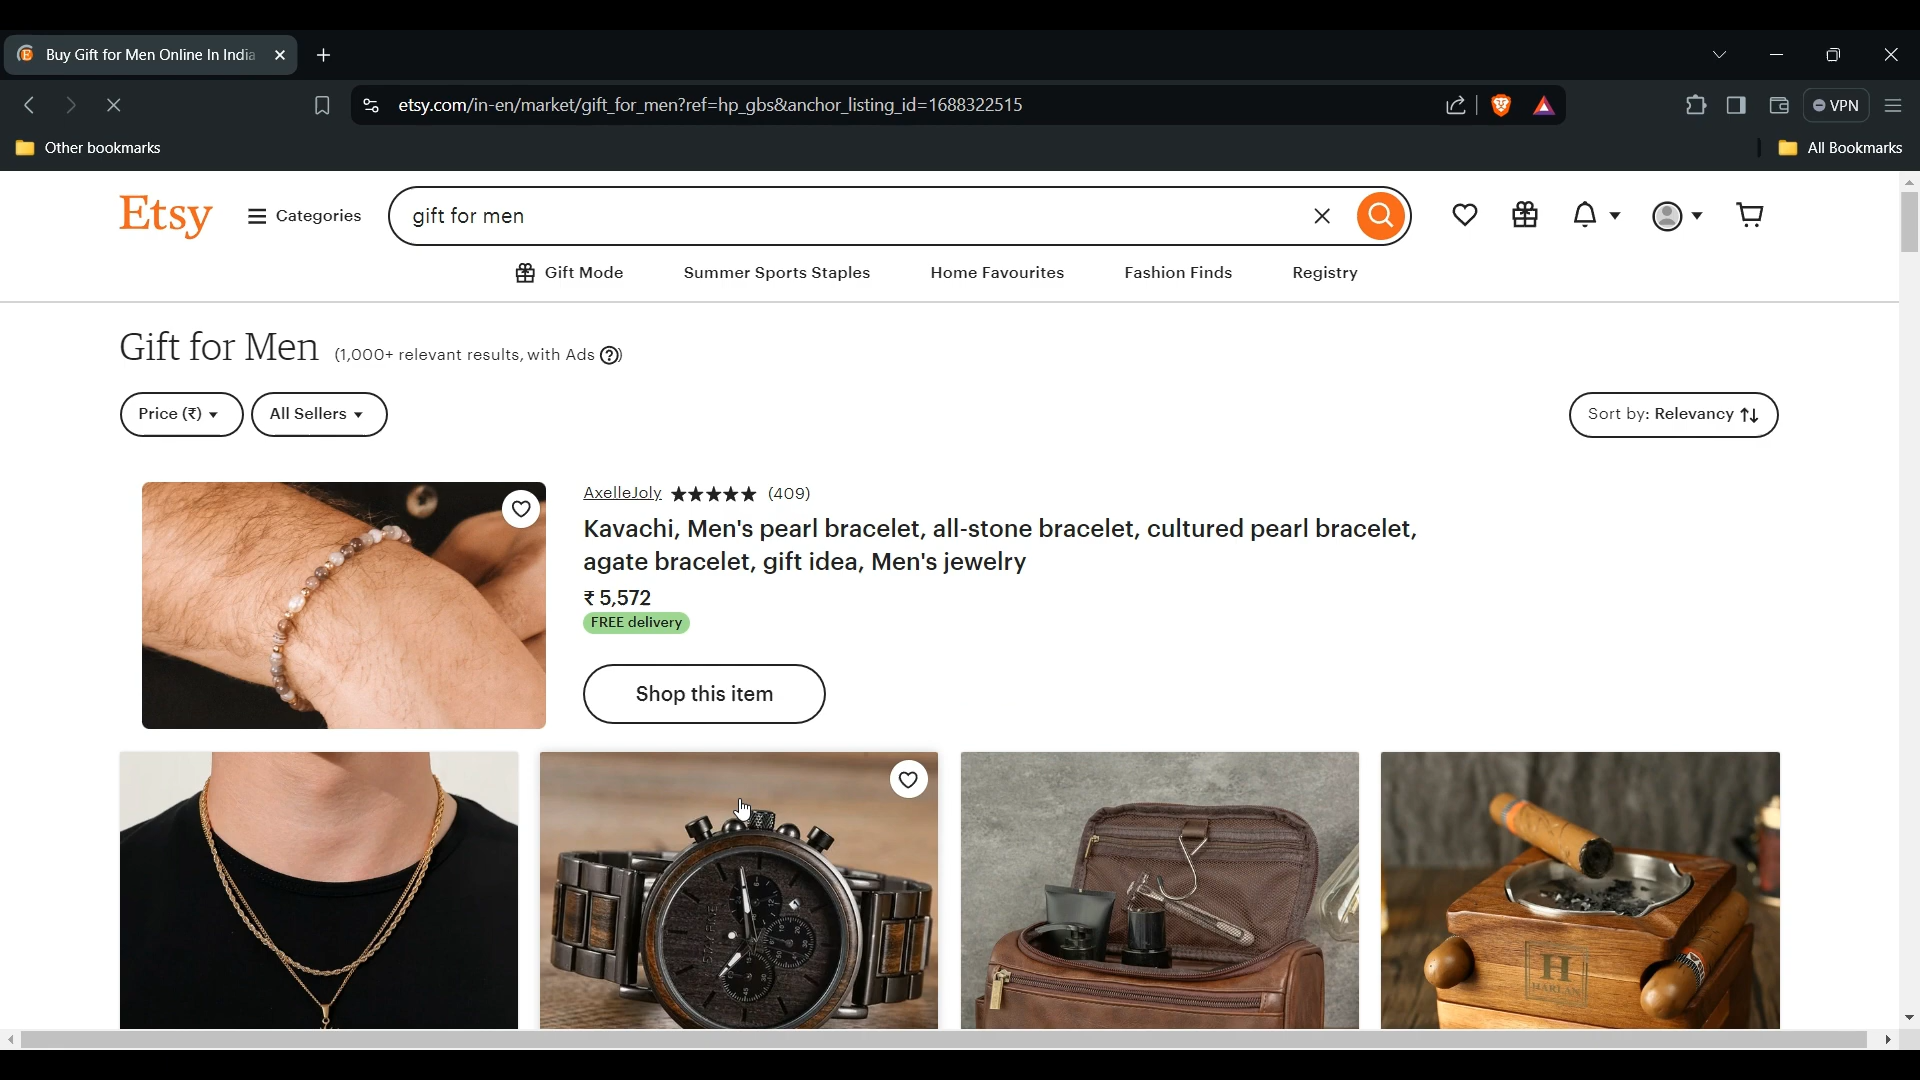 Buy Gift for Men Online In India
etsy.com/in-en/market/gift_for_men?ref=hp_gbs&anchor_listing_id=1688322515
VPN
Other bookmarks
All Bookmarks
Etsy
Categories
gift for men
Gift Mode
Summer Sports Staples
Home Favourites
Fashion Finds
Registry
Gift for Men (1,000+ relevant results, with Ads ?)
Price (₹)
All Sellers
Sort by: Relevancy
AxelleJoly ★★★★★ (409)
Kavachi, Men's pearl bracelet, all-stone bracelet, cultured pearl bracelet,
agate bracelet, gift idea, Men's jewelry
₹ 5,572
FREE delivery
Shop this item
H
HARLAN